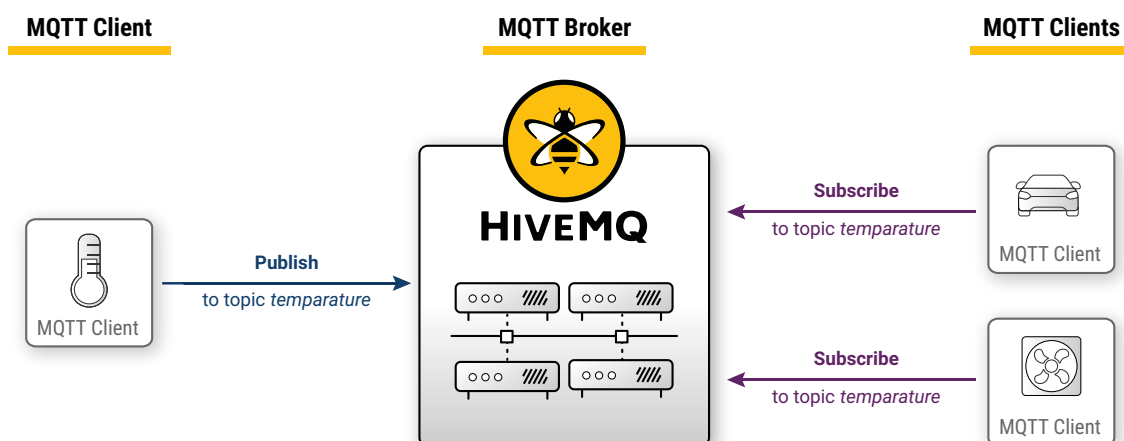 MQTT Client
MQTT Broker
MQTT Clients
HIVEMQ
Publish
to topic temparature
MQTT Client
Subscribe
to topic temparature
MQTT Client
Subscribe
to topic temparature
MQTT Client